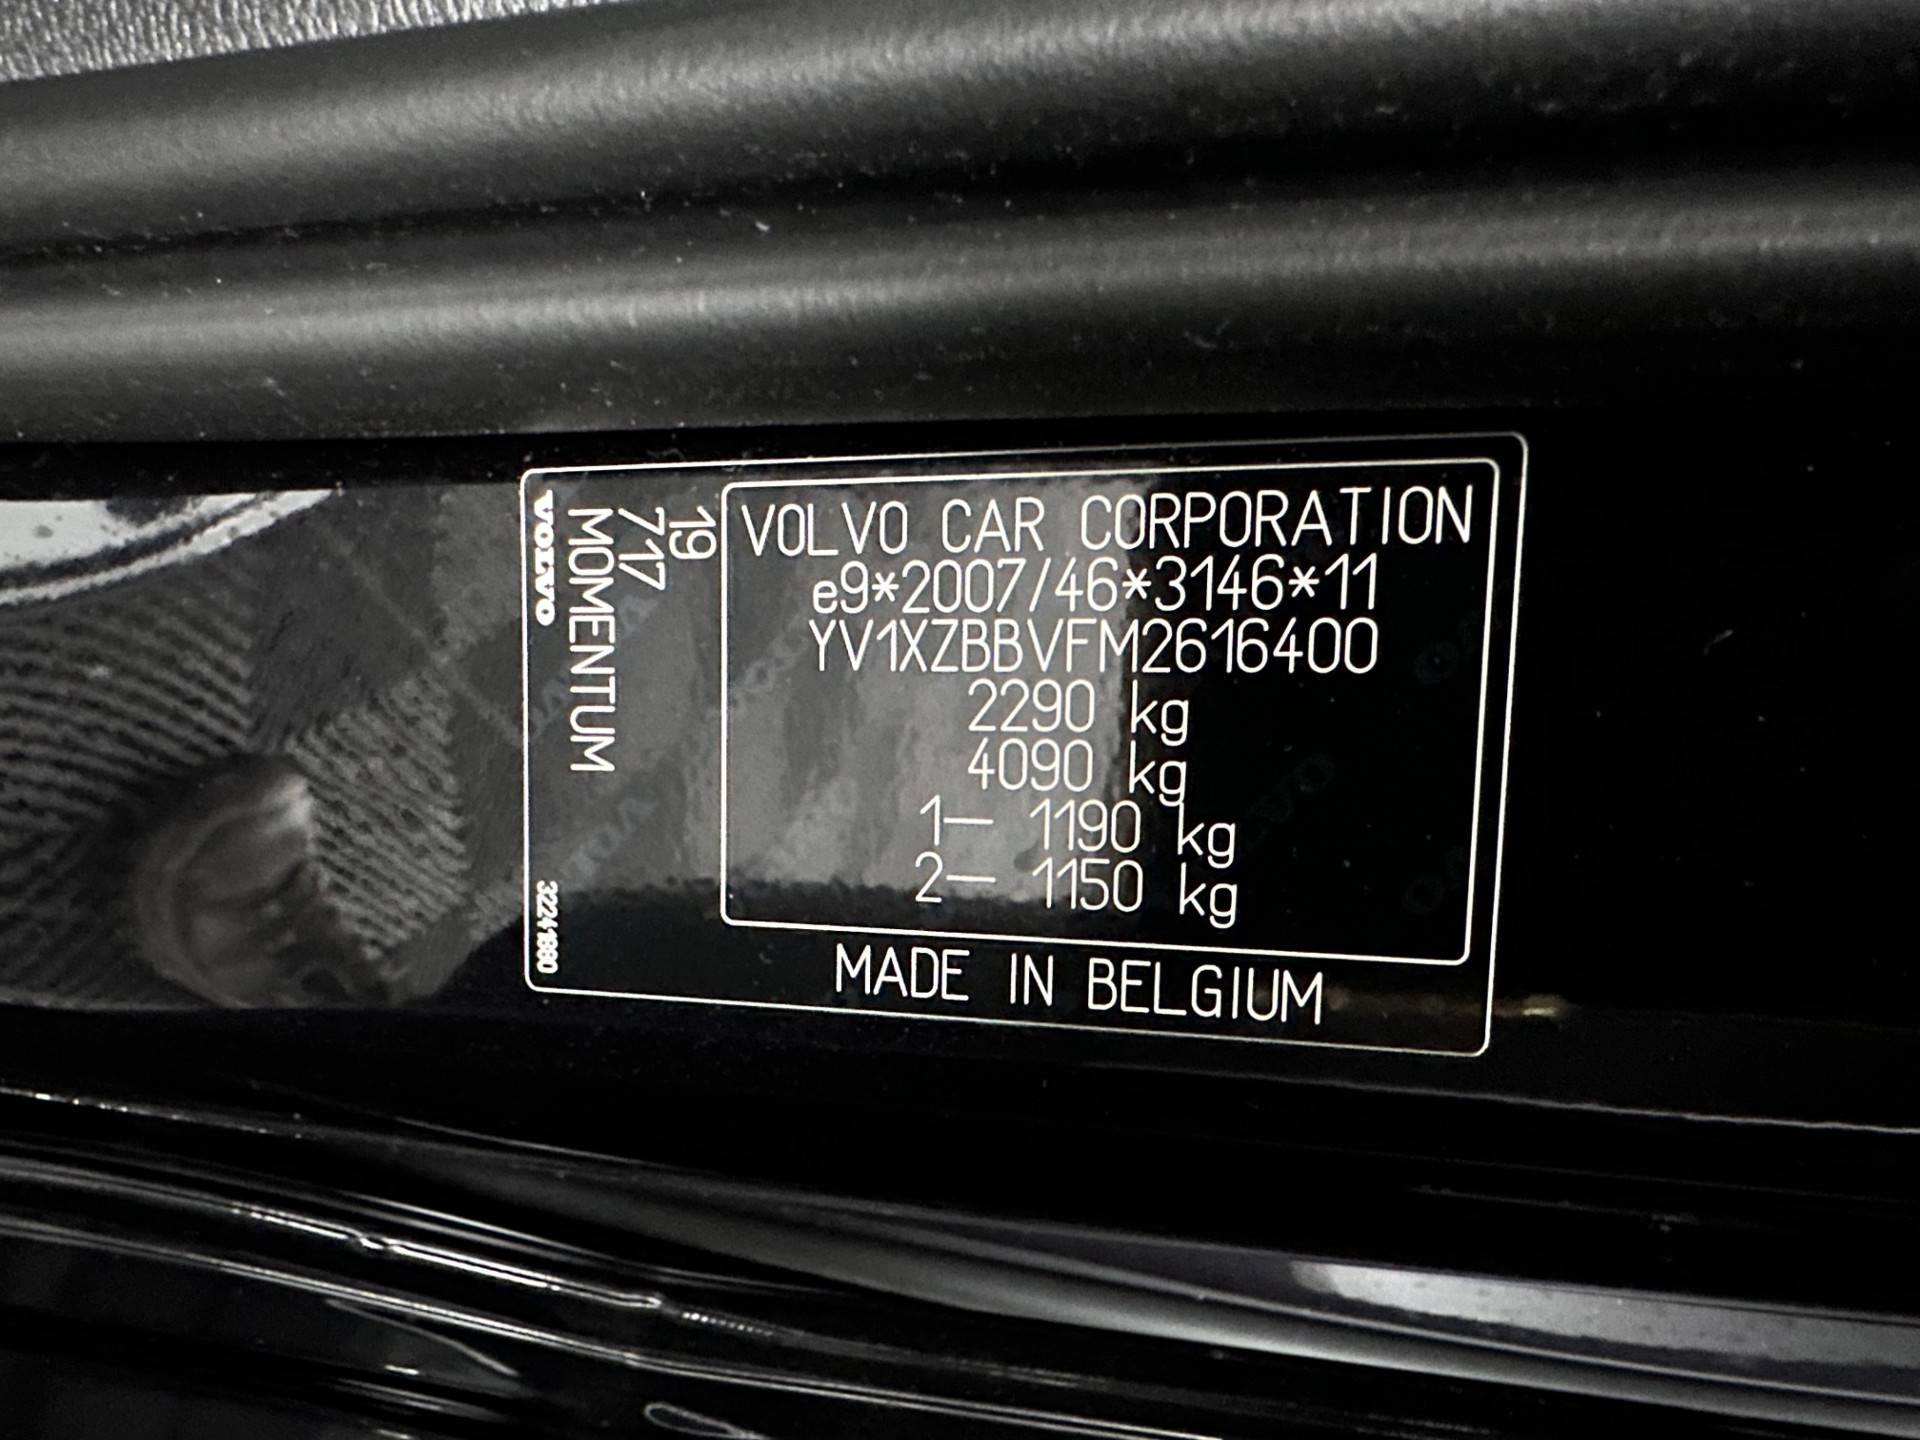 VOLVO CAR CORPORATION
e9*2007/46*3146*11
YV1XZBBVFM2616400
2290 kg
4090 kg
1— 1190 kg
2— 1150 kg
MADE IN BELGIUM
19
717
MOMENTUM
VOLVO
32241880